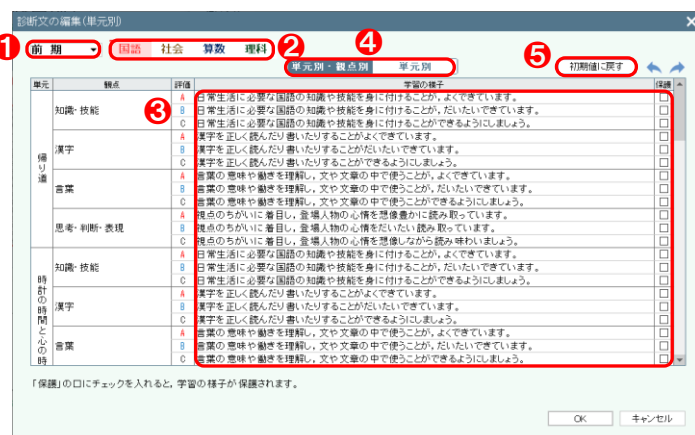 診断文の編集(単元別)
1 前 期 国語 社会 算数 理科 2
4
単元別・観点別 単元別
5 初期値に戻す
単元 観点 評価 学習の様子 保護
3
帰り道
知識・技能
A 日常生活に必要な国語の知識や技能を身に付けることが，よくできています。
B 日常生活に必要な国語の知識や技能を身に付けることが，だいたいできています。
C 日常生活に必要な国語の知識や技能を身に付けることができるようにしましょう。
漢字
A 漢字を正しく読んだり書いたりすることがよくできています。
B 漢字を正しく読んだり書いたりすることがだいたいできています。
C 漢字を正しく読んだり書いたりすることができるようにしましょう。
言葉
A 言葉の意味や働きを理解し，文や文章の中で使うことが，よくできています。
B 言葉の意味や働きを理解し，文や文章の中で使うことが，だいたいできています。
C 言葉の意味や働きを理解し，文や文章の中で使うことができるようにしましょう。
思考・判断・表現
A 視点のちがいに着目し，登場人物の心情を想像豊かに読み取っています。
B 視点のちがいに着目し，登場人物の心情をだいたい読み取っています。
C 視点のちがいに着目し，登場人物の心情を想像しながら読み味わいましょう。
時計の時間と心の時
知識・技能
A 日常生活に必要な国語の知識や技能を身に付けることが，よくできています。
B 日常生活に必要な国語の知識や技能を身に付けることが，だいたいできています。
C 日常生活に必要な国語の知識や技能を身に付けることができるようにしましょう。
漢字
A 漢字を正しく読んだり書いたりすることがよくできています。
B 漢字を正しく読んだり書いたりすることがだいたいできています。
C 漢字を正しく読んだり書いたりすることができるようにしましょう。
言葉
A 言葉の意味や働きを理解し，文や文章の中で使うことが，よくできています。
B 言葉の意味や働きを理解し，文や文章の中で使うことが，だいたいできています。
C 言葉の意味や働きを理解し，文や文章の中で使うことができるようにしましょう。
「保護」の口にチェックを入れると，学習の様子が保護されます。
OK キャンセル